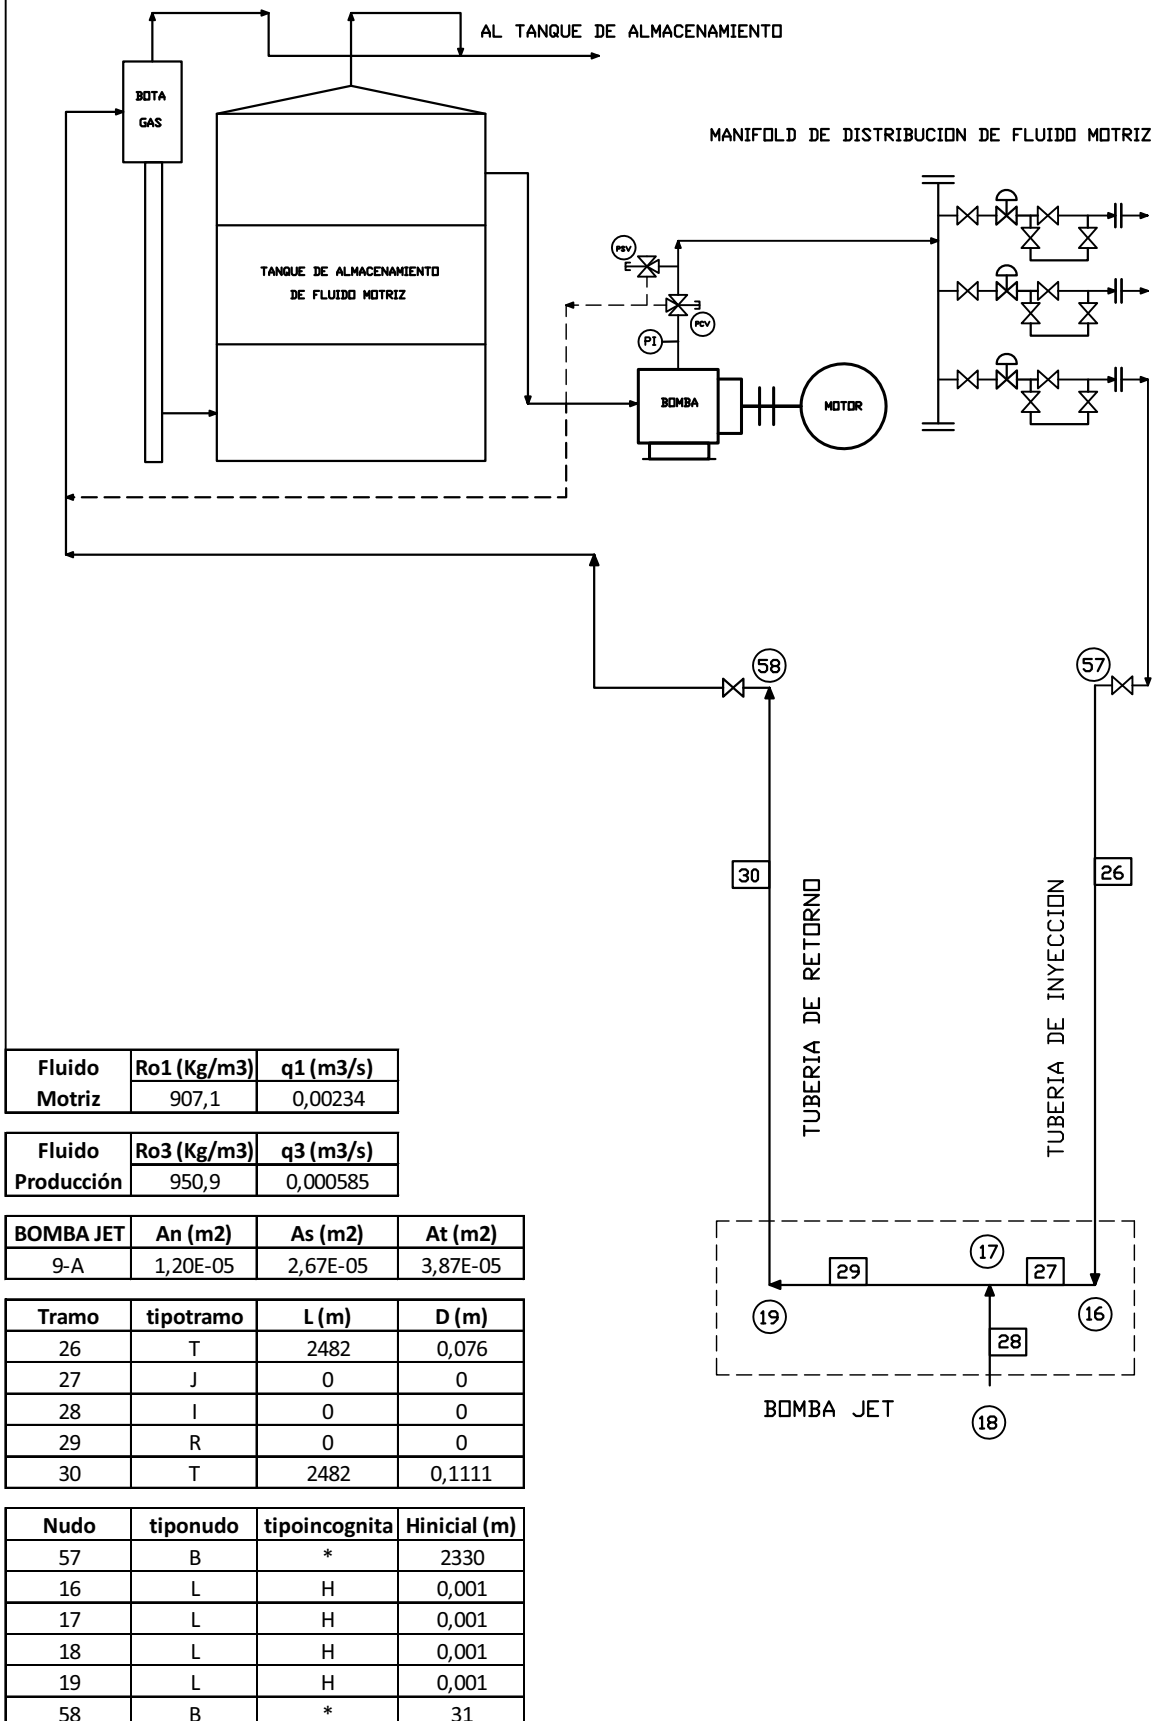 AL TANQUE DE ALMACENAMIENTO
BOTA
GAS
MANIFOLD DE DISTRIBUCION DE FLUIDO MOTRIZ
TANQUE DE ALMACENAMIENTO
DE FLUIDO MOTRIZ
PSV
PCV
PI
BOMBA
MOTOR
58
57
30
26
TUBERIA DE RETORNO
TUBERIA DE INYECCION
Fluido Ro1 (Kg/m3) q1 (m3/s)
Motriz 907,1 0,00234
Fluido Ro3 (Kg/m3) q3 (m3/s)
Producción 950,9 0,000585
BOMBA JET An (m2) As (m2) At (m2)
9-A 1,20E-05 2,67E-05 3,87E-05
17
29
27
19
16
28
BOMBA JET
18
Tramo tipotramo L (m) D (m)
26 T 2482 0,076
27 J 0 0
28 I 0 0
29 R 0 0
30 T 2482 0,1111
Nudo tiponudo tipoincognita Hinicial (m)
57 B * 2330
16 L H 0,001
17 L H 0,001
18 L H 0,001
19 L H 0,001
58 B * 31